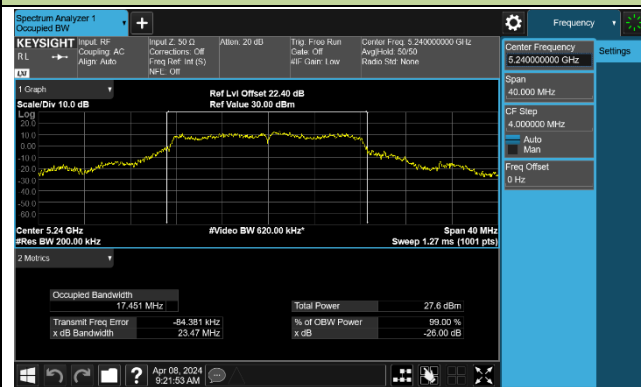 Spectrum Analyzer 1
Occupied BW
Frequency
KEYSIGHT
Input: RF
Input Z: 50 Ω
Atten: 20 dB
Trig: Free Run
Center Freq: 5.240000000 GHz
RL
Coupling: AC
Corrections: Off
Gate: Off
Avg|Hold: 50/50
Align: Auto
Freq Ref: Int (S)
#IF Gain: Low
Radio Std: None
LXI
NFE: Off
Center Frequency
5.240000000 GHz
Settings
Span
40.000 MHz
CF Step
4.000000 MHz
Auto
Man
Freq Offset
0 Hz
1 Graph
Ref Lvl Offset 22.40 dB
Scale/Div 10.0 dB
Ref Value 30.00 dBm
Log
20.0
10.0
0.00
-10.0
-20.0
-30.0
-40.0
-50.0
-60.0
Center 5.24 GHz
#Video BW 620.00 kHz*
Span 40 MHz
#Res BW 200.00 kHz
Sweep 1.27 ms (1001 pts)
2 Metrics
Occupied Bandwidth
17.451 MHz
Total Power
27.6 dBm
Transmit Freq Error
-84.381 kHz
% of OBW Power
99.00 %
x dB Bandwidth
23.47 MHz
x dB
-26.00 dB
?
Apr 08, 2024
9:21:53 AM